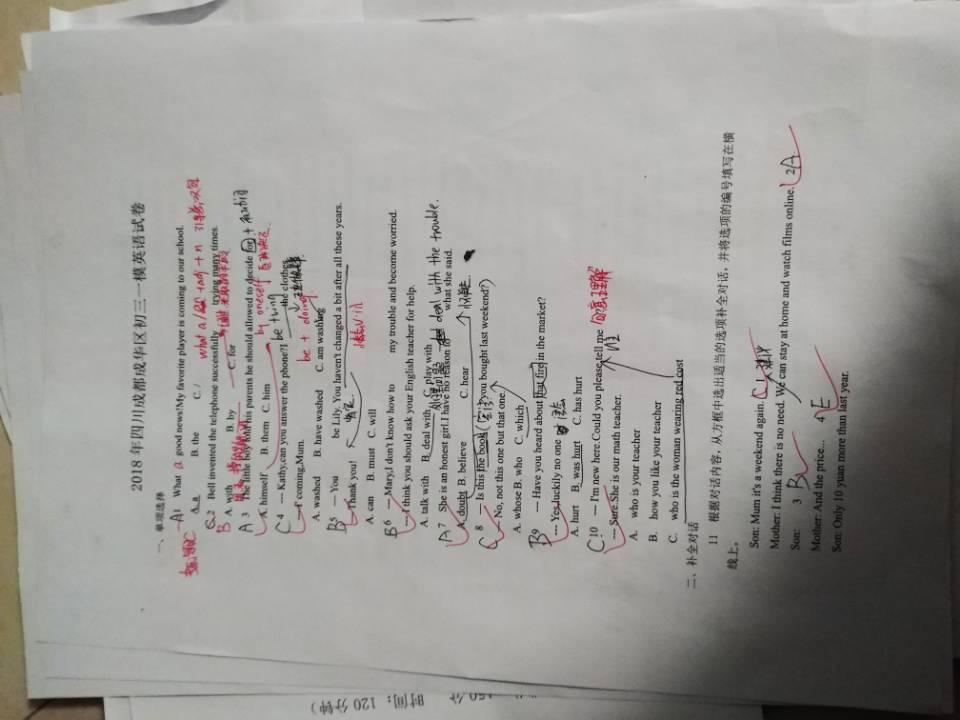 2018 年四川成都成华区初三一模英语试卷
一、单项选择
A 1 What a good news!My favorite player is coming to our school.
A. a B. the C. /
what a / +adj + n
C 2 Bell invented the telephone successfully trying many times.
B A. with B. by C. for
A 3 The little boy told his parents he should allowed to decide for
A. himself B. them C. him
by oneself
be + doing
C 4 --- Kathy,can you answer the phone?I the clothes.
---I' coming,Mum.
A. washed B. have washed C. am washing
be + doing
B 5 --- You be Lily. You haven't changed a bit after all these years.
--- Thank you!
A. can B. must C. will
B 6 --- Mary,I don't know how to my trouble and become worried.
--- I think you should ask your English teacher for help.
A. talk with B. deal with C. play with
处理问题 deal with the trouble.
A 7 She is an honest girl.I have no reason to what she said.
A. doubt B. believe C. hear
怀疑
C 8 --- Is this the book ( you bought last weekend?)
--- No, not this one but that one.
A. whose B. who C. which
B 9 --- Have you heard about that fire in the market?
--- Yes,luckily no one
A. hurt B. was hurt C. has hurt
C 10 --- I'm new here.Could you please tell me ?
句意理解
--- Sure.She is our math teacher.
A. who is your teacher
B. how you like your teacher
C. who is the woman wearing red cost
二、补全对话
11 根据对话内容，从方框中选出适当的选项补全对话，并将选项的编号填写在横
线上。
Son: Mum it's a weekend again. C 1
建议
Mother: I think there is no need. We can stay at home and watch films online. 2 A
Son: 3 B
Mother: And the price... 4 E
Son: Only 10 yuan more than last year.
时间：120 分钟）